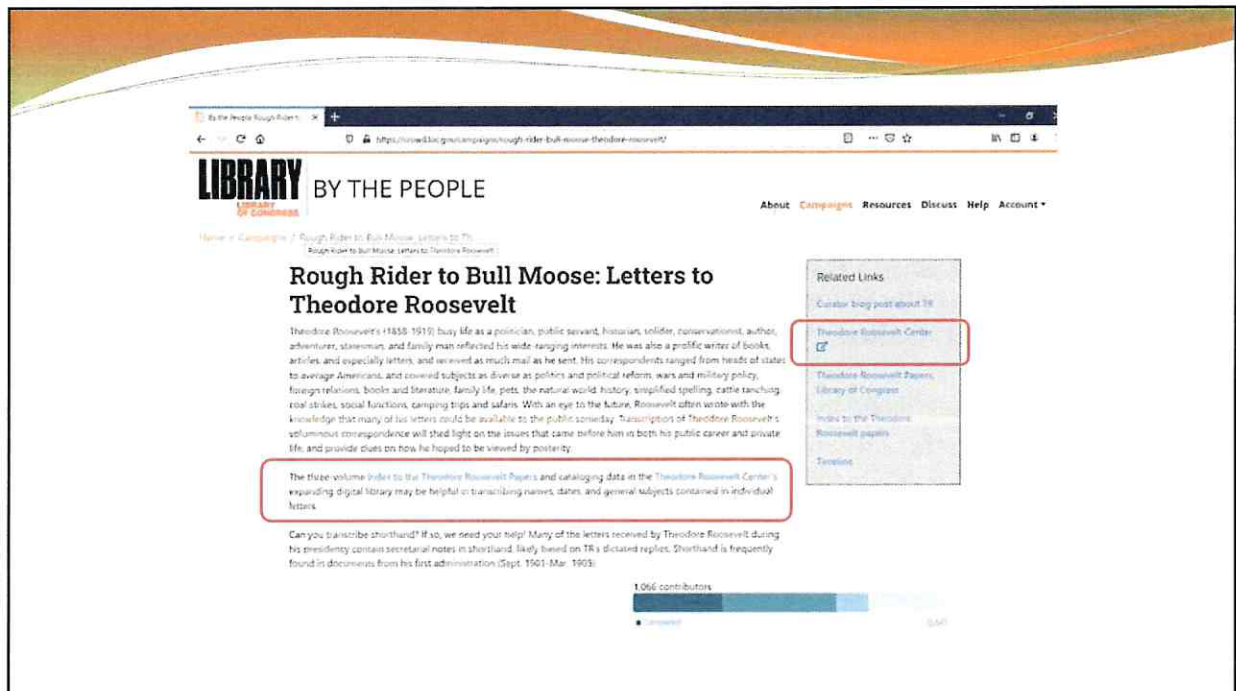 By the People Rough Rider t
https://crowd.loc.gov/campaigns/rough-rider-bull-moose-theodore-roosevelt/
LIBRARY
LIBRARY
OF CONGRESS
BY THE PEOPLE
About Campaigns Resources Discuss Help Account
Home / Campaigns / Rough Rider to Bull Moose: Letters to Th
Rough Rider to Bull Moose: Letters to Theodore Roosevelt
Rough Rider to Bull Moose: Letters to
Theodore Roosevelt
Theodore Roosevelt's (1858-1919) busy life as a politician, public servant, historian, solider, conservationist, author,
adventurer, statesman, and family man reflected his wide-ranging interests. He was also a prolific writer of books,
articles, and especially letters, and received as much mail as he sent. His correspondents ranged from heads of states
to average Americans, and covered subjects as diverse as politics and political reform, wars and military policy,
foreign relations, books and literature, family life, pets, the natural world, history, simplified spelling, cattle ranching,
coal strikes, social functions, camping trips and safaris. With an eye to the future, Roosevelt often wrote with the
knowledge that many of his letters could be available to the public someday. Transcription of Theodore Roosevelt's
voluminous correspondence will shed light on the issues that came before him in both his public career and private
life, and provide clues on how he hoped to be viewed by posterity.
The three-volume Index to the Theodore Roosevelt Papers and cataloging data in the Theodore Roosevelt Center's
expanding digital library may be helpful in transcribing names, dates, and general subjects contained in individual
letters.
Can you transcribe shorthand? If so, we need your help! Many of the letters received by Theodore Roosevelt during
his presidency contain secretarial notes in shorthand, likely based on TR's dictated replies. Shorthand is frequently
found in documents from his first administration (Sept. 1901-Mar. 1905).
1,066 contributors
Completed
Related Links
Curator blog post about TR
Theodore Roosevelt Center
Theodore Roosevelt Papers,
Library of Congress
Index to the Theodore
Roosevelt papers
Timeline